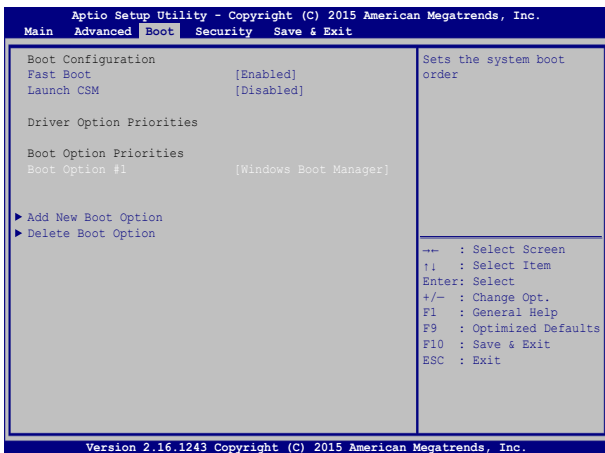 Aptio Setup Utility - Copyright (C) 2015 American Megatrends, Inc.
Main Advanced Boot Security Save & Exit
Boot Configuration
Fast Boot [Enabled]
Launch CSM [Disabled]
Driver Option Priorities
Boot Option Priorities
Boot Option #1 [Windows Boot Manager]
▶ Add New Boot Option
▶ Delete Boot Option
Sets the system boot
order
→← : Select Screen
↑↓ : Select Item
Enter: Select
+/— : Change Opt.
F1 : General Help
F9 : Optimized Defaults
F10 : Save & Exit
ESC : Exit
Version 2.16.1243 Copyright (C) 2015 American Megatrends, Inc.